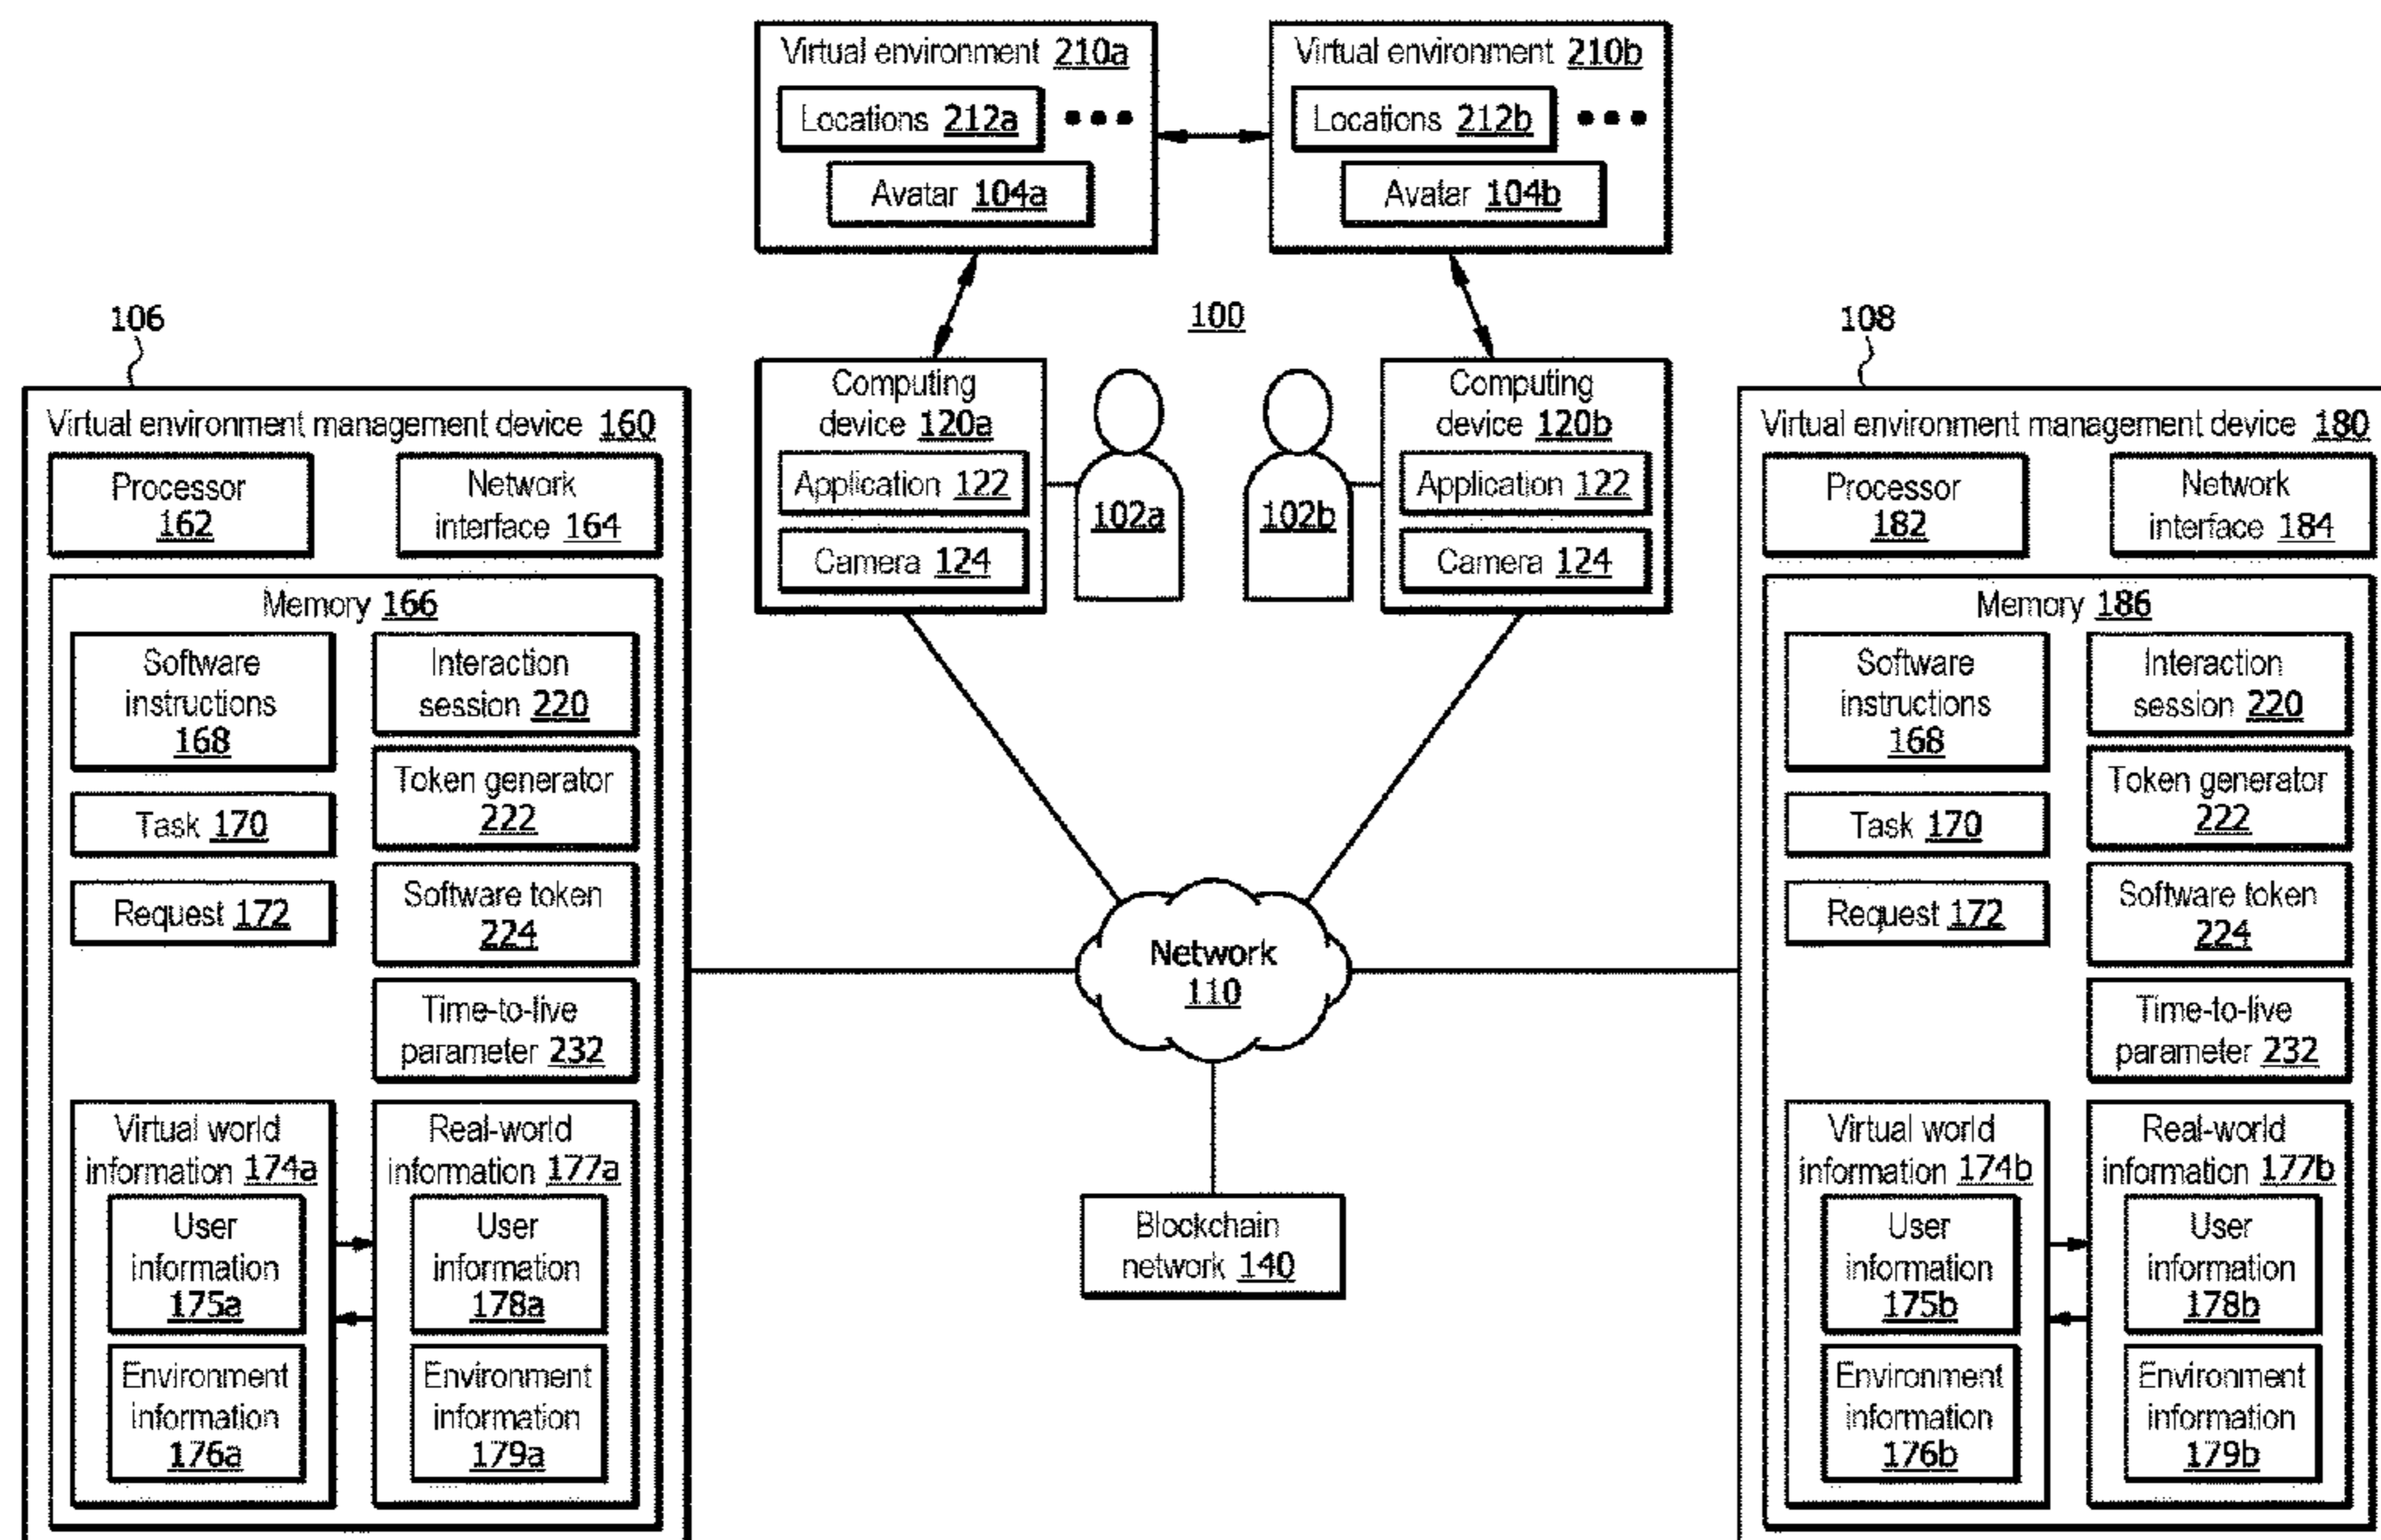 Virtual environment 210a
Locations 212a
Avatar 104a
Virtual environment 210b
Locations 212b
Avatar 104b
100
106
Virtual environment management device 160
Processor
162
Network
interface 164
Memory 166
Software
instructions
168
Task 170
Request 172
Interaction
session 220
Token generator
222
Software token
224
Time-to-live
parameter 232
Virtual world
information 174a
User
information
175a
Environment
information
176a
Real-world
information 177a
User
information
178a
Environment
information
179a
Computing
device 120a
Application 122
Camera 124
102a
102b
Computing
device 120b
Application 122
Camera 124
Network
110
Blockchain
network 140
108
Virtual environment management device 180
Processor
182
Network
interface 184
Memory 186
Software
instructions
168
Task 170
Request 172
Interaction
session 220
Token generator
222
Software token
224
Time-to-live
parameter 232
Virtual world
information 174b
User
information
175b
Environment
information
176b
Real-world
information 177b
User
information
178b
Environment
information
179b